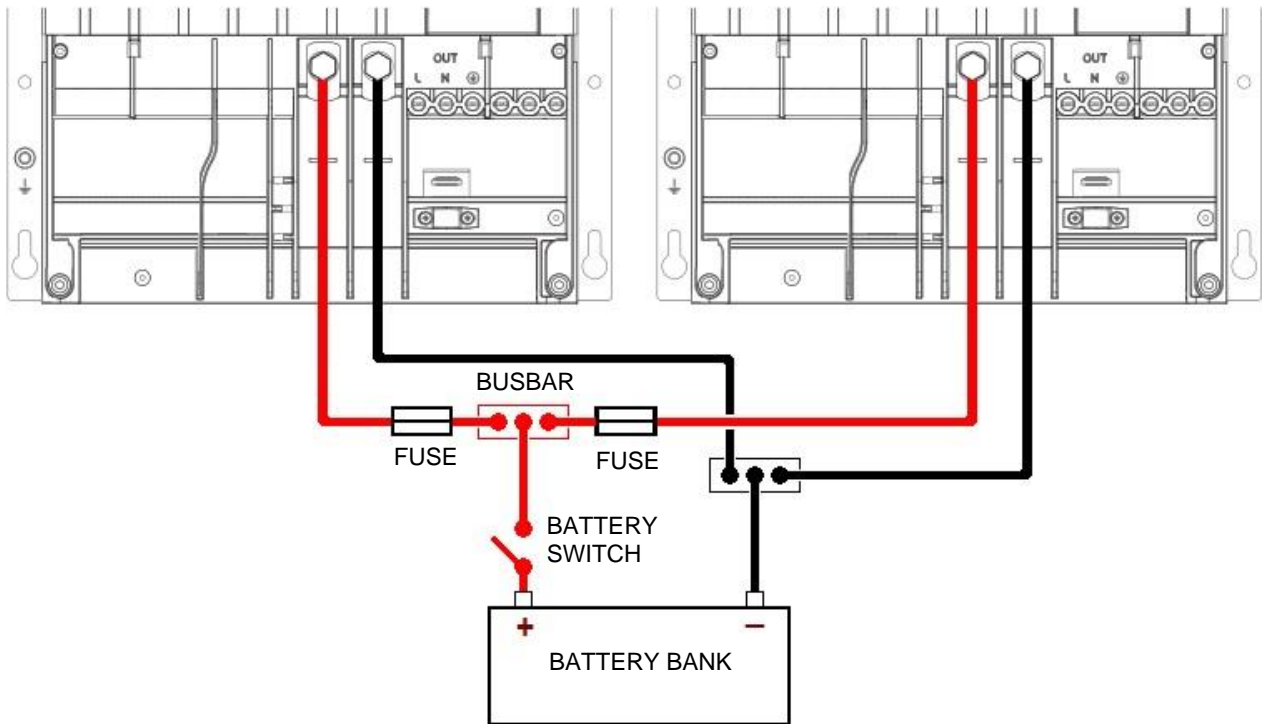 OUT
L N
OUT
L N
BUSBAR
FUSE
FUSE
BATTERY
SWITCH
+
−
BATTERY BANK